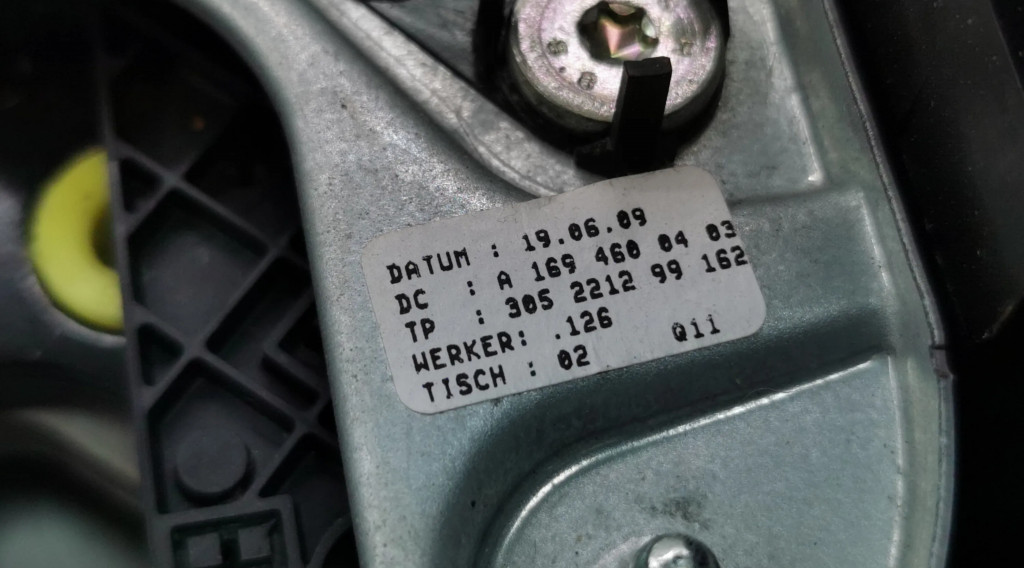 DATUM : 19.06.09
DC : A 169 460 04 03
TP : 305 2212 99 162
WERKER: .126 Q11
TISCH : 02